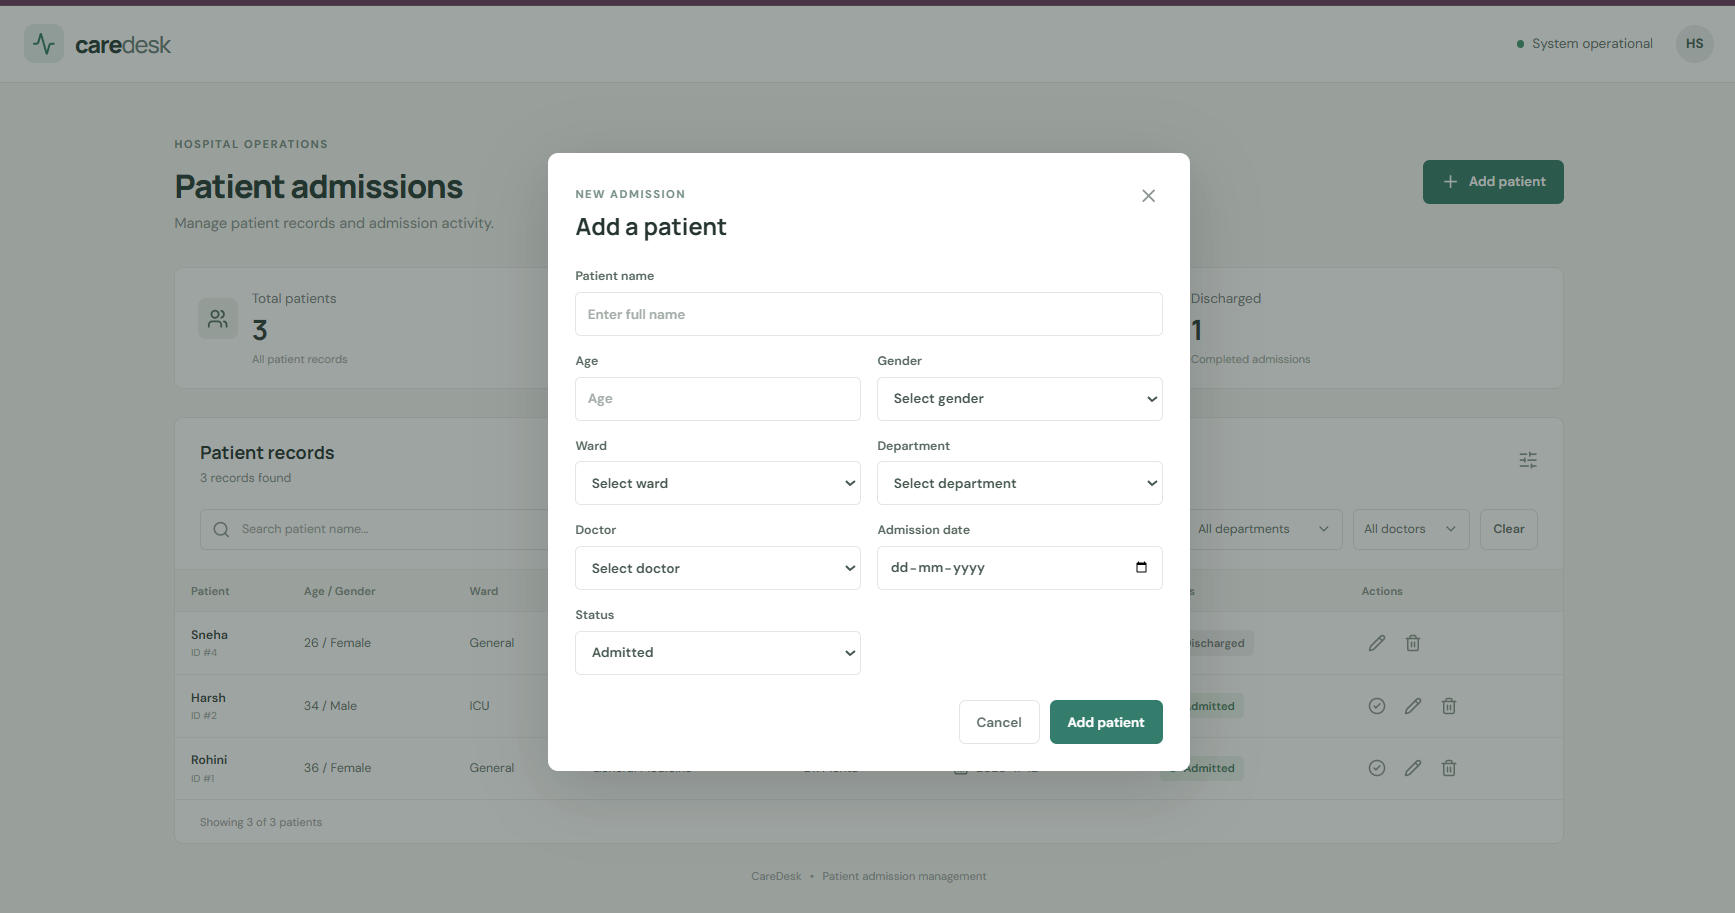 caredesk
System operational
HS
HOSPITAL OPERATIONS
Patient admissions
Manage patient records and admission activity.
Add patient
Total patients
3
All patient records
Discharged
1
Completed admissions
Patient records
3 records found
Search patient name...
All departments
All doctors
Clear
Patient Age / Gender Ward Actions
Sneha
ID #4
26 / Female
General
Harsh
ID #2
34 / Male
ICU
Admitted
Rohini
ID #1
36 / Female
General
Admitted
Showing 3 of 3 patients
CareDesk • Patient admission management
NEW ADMISSION
Add a patient
Patient name
Enter full name
Age Gender
Age Select gender
Ward Department
Select ward Select department
Doctor Admission date
Select doctor dd-mm-yyyy
Status
Admitted
Cancel Add patient